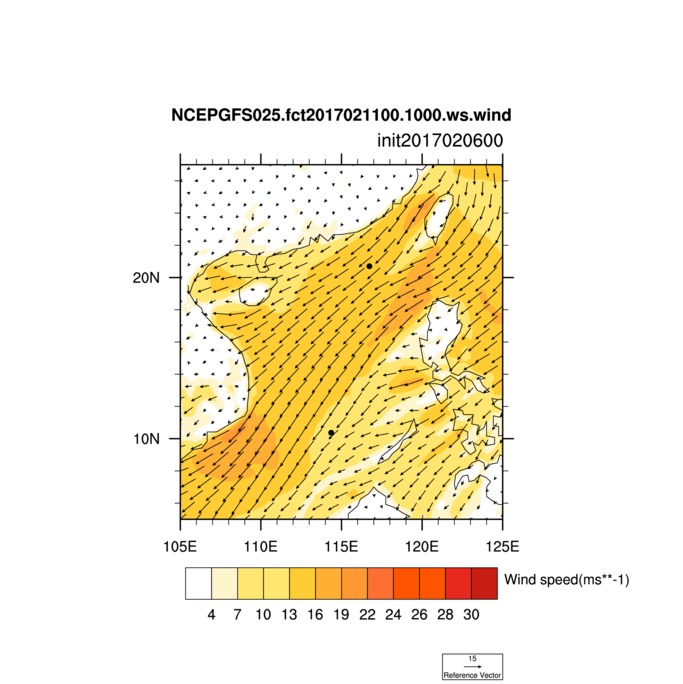 NCEPGFS025.fct2017021100.1000.ws.wind
init2017020600
20N
10N
105E 110E 115E 120E 125E
Wind speed(ms**-1)
4 7 10 13 16 19 22 24 26 28 30
15
Reference Vector